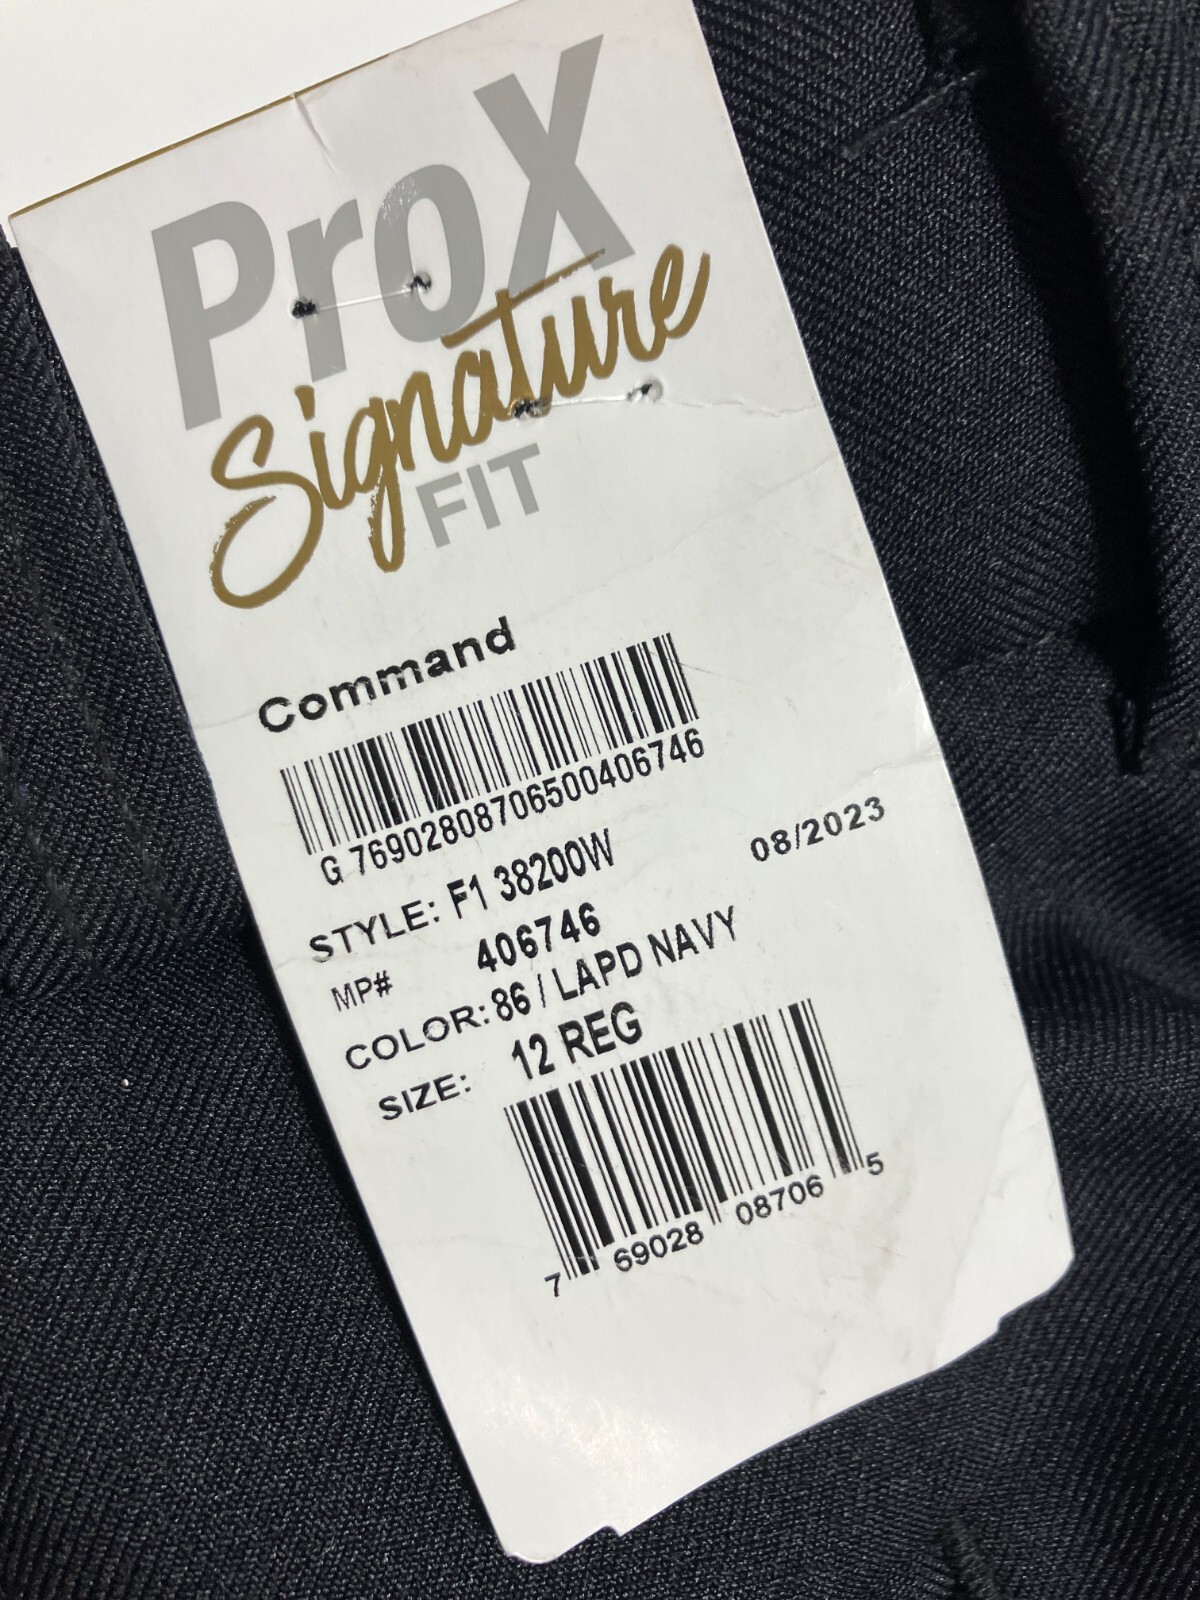 ProX
Signature
FIT
Command
G 76902808706500406746
STYLE: F1 38200W 08/2023
MP# 406746
COLOR: 86 / LAPD NAVY
SIZE: 12 REG
7 69028 08706 5